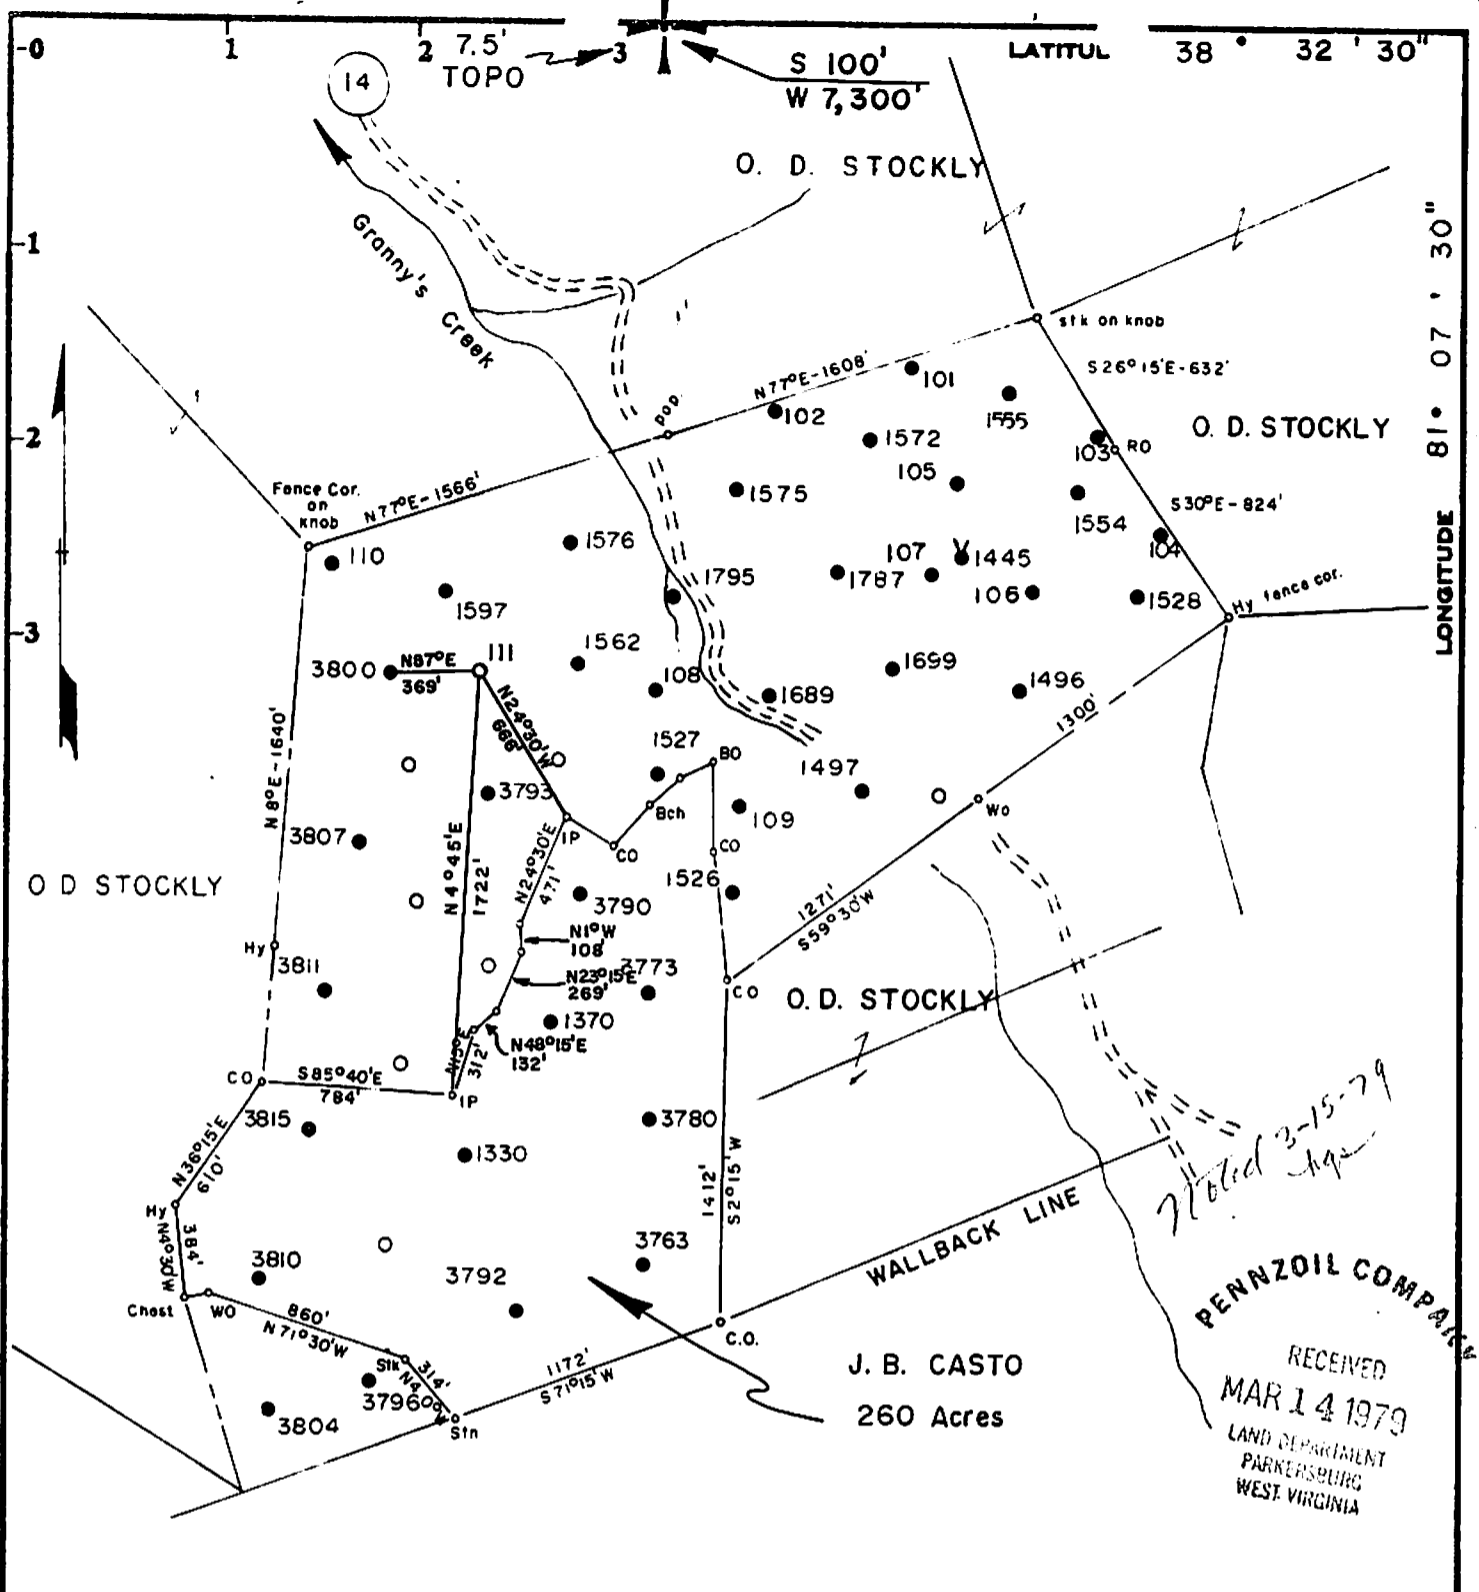 -0 1 2 7.5' 3 LATITUL 38° 32' 30"
TOPO
S 100'
W 7,300'
14
O. D. STOCKLY
-1
Granny's Creek
stk on knob
S26°15'E-632'
81° 07' 30"
LONGITUDE
N77°E-1608'
101
102
1555
1572
pop.
103
RO
O. D. STOCKLY
-2
105
1575
1554
S30°E-824'
Fence Cor.
on
knob
N77°E-1566'
110
1576
104
107
1445
1795
1787
106
1528
Hy fence cor.
1597
-3
1562
111
3800
N87°E
369'
108
1699
1689
1496
N24°30'W
666'
1300'
N8°E-1640'
1527
BO
1497
3793
Bch
109
Wo
3807
IP
CO
CO
N4°45'E
1722'
N24°30'E
471'
1526
O D STOCKLY
3790
1271'
S59°30'W
N1°W
108'
Hy
3811
N23°15'E
269'
3773
CO
O.D. STOCKLY
1370
N48°15'E
132'
N15°E
312'
CO
S85°40'E
784'
IP
3815
3780
1330
N36°15'E
610'
1412'
S2°15'W
Noted 3-15-79
Hy
N4°30'W
384'
3810
3763
3792
WALLBACK LINE
Chest
WO
860'
N71°30'W
C.O.
PENNZOIL COMPANY
RECEIVED
MAR 14 1979
LAND DEPARTMENT
PARKERSBURG
WEST VIRGINIA
Stk
314'
N40°W
1172'
S71°15'W
J. B. CASTO
260 Acres
3796
3804
Stn